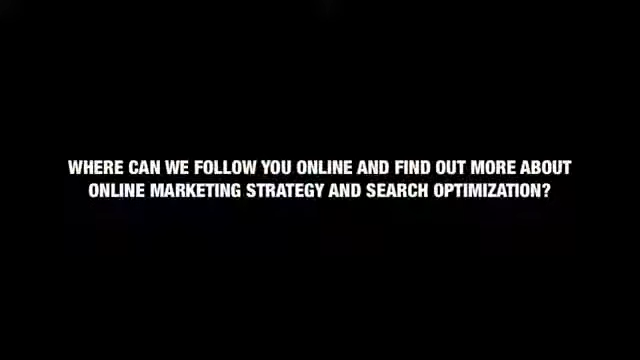 WHERE CAN WE FOLLOW YOU ONLINE AND FIND OUT MORE ABOUT
ONLINE MARKETING STRATEGY AND SEARCH OPTIMIZATION?